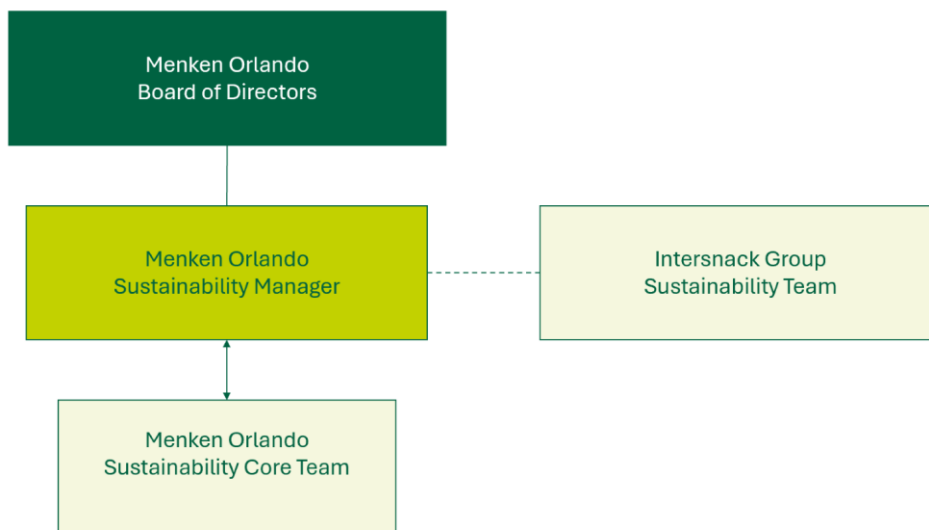 Menken Orlando
Board of Directors
Menken Orlando
Sustainability Manager
Intersnack Group
Sustainability Team
Menken Orlando
Sustainability Core Team